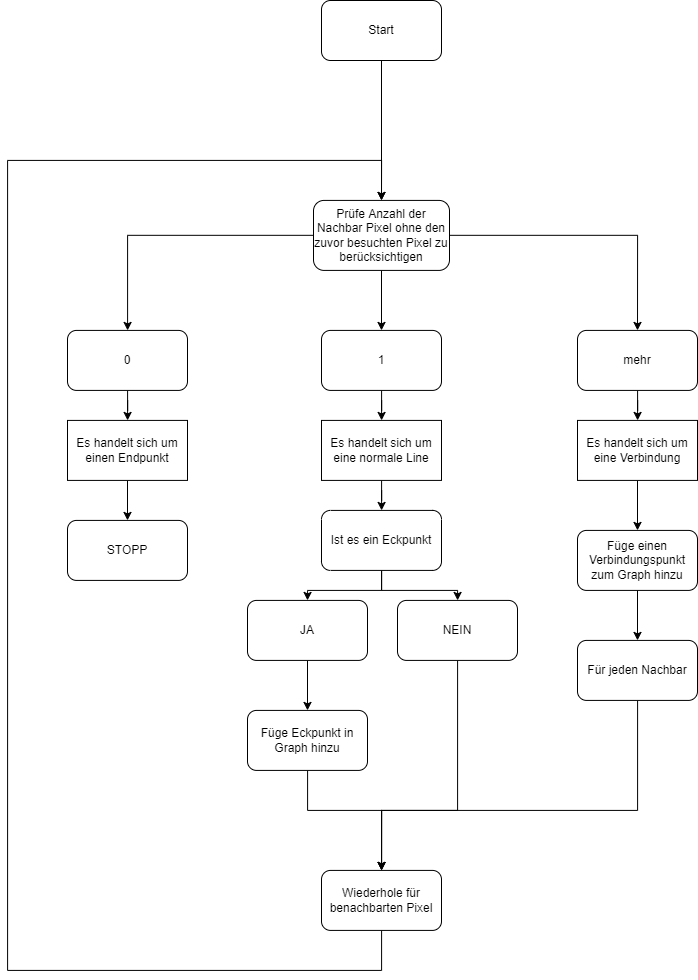 Start
Prüfe Anzahl der
Nachbar Pixel ohne den
zuvor besuchten Pixel zu
berücksichtigen
0
1
mehr
Es handelt sich um
einen Endpunkt
Es handelt sich um
eine normale Line
Es handelt sich um
eine Verbindung
STOPP
Ist es ein Eckpunkt
Füge einen
Verbindungspunkt
zum Graph hinzu
JA
NEIN
Für jeden Nachbar
Füge Eckpunkt in
Graph hinzu
Wiederhole für
benachbarten Pixel